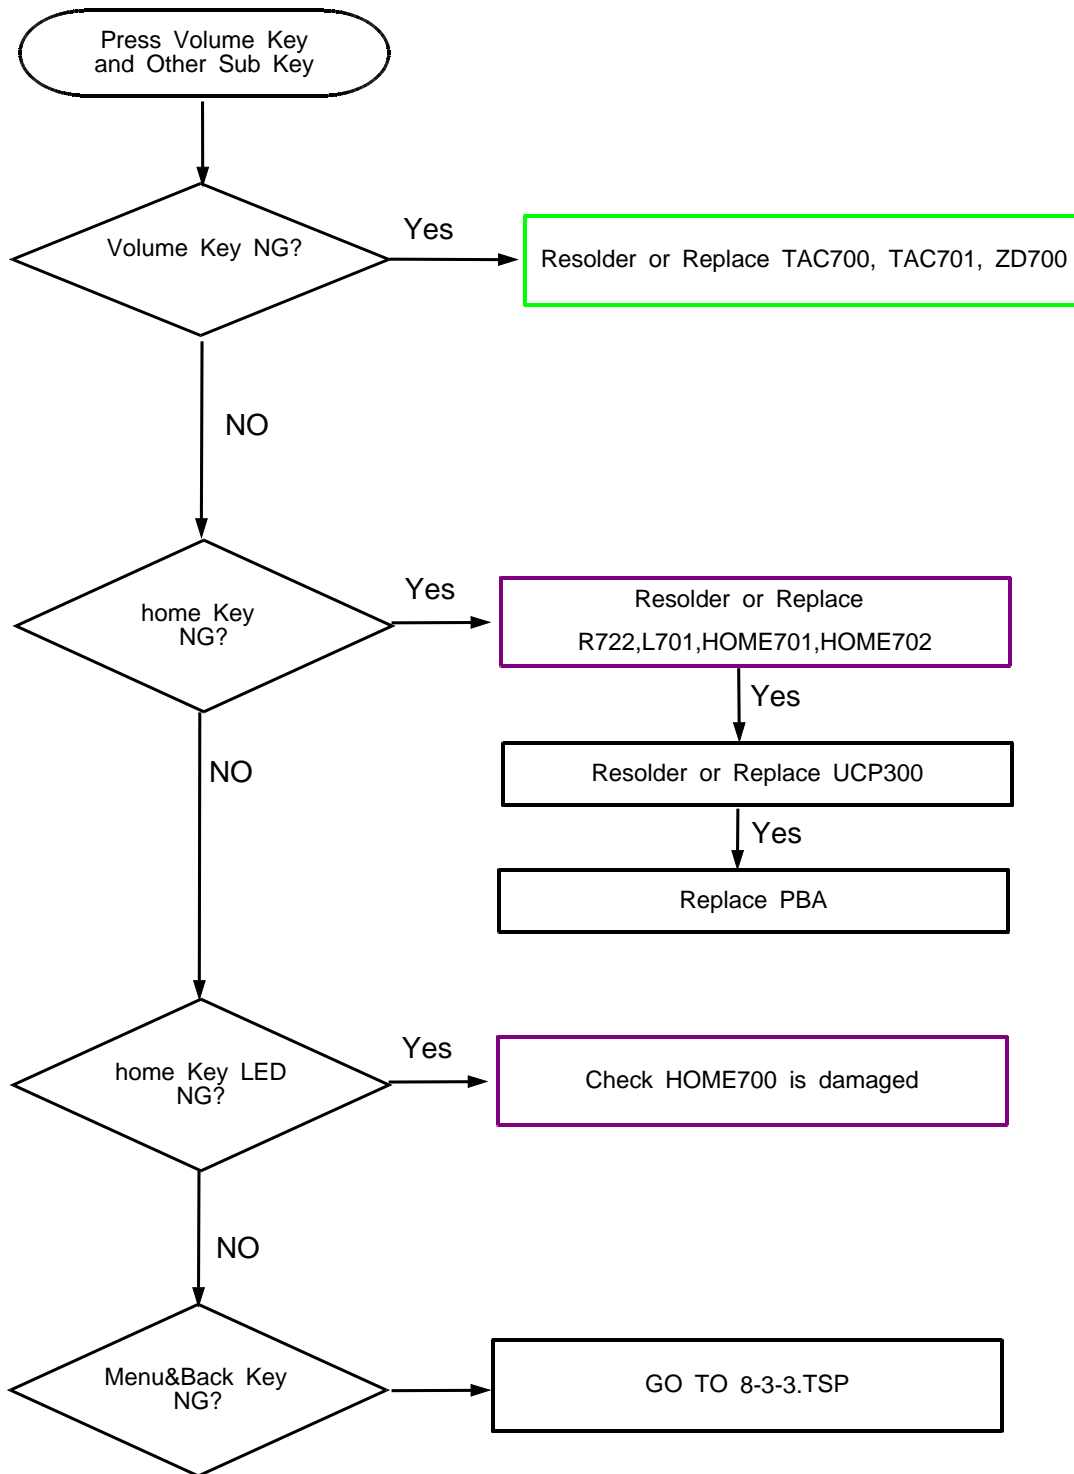 Press Volume Key
and Other Sub Key
Volume Key NG?
Yes
Resolder or Replace TAC700, TAC701, ZD700
NO
home Key
NG?
Yes
Resolder or Replace
R722,L701,HOME701,HOME702
Yes
NO
Resolder or Replace UCP300
Yes
Replace PBA
home Key LED
NG?
Yes
Check HOME700 is damaged
NO
Menu&Back Key
NG?
GO TO 8-3-3.TSP